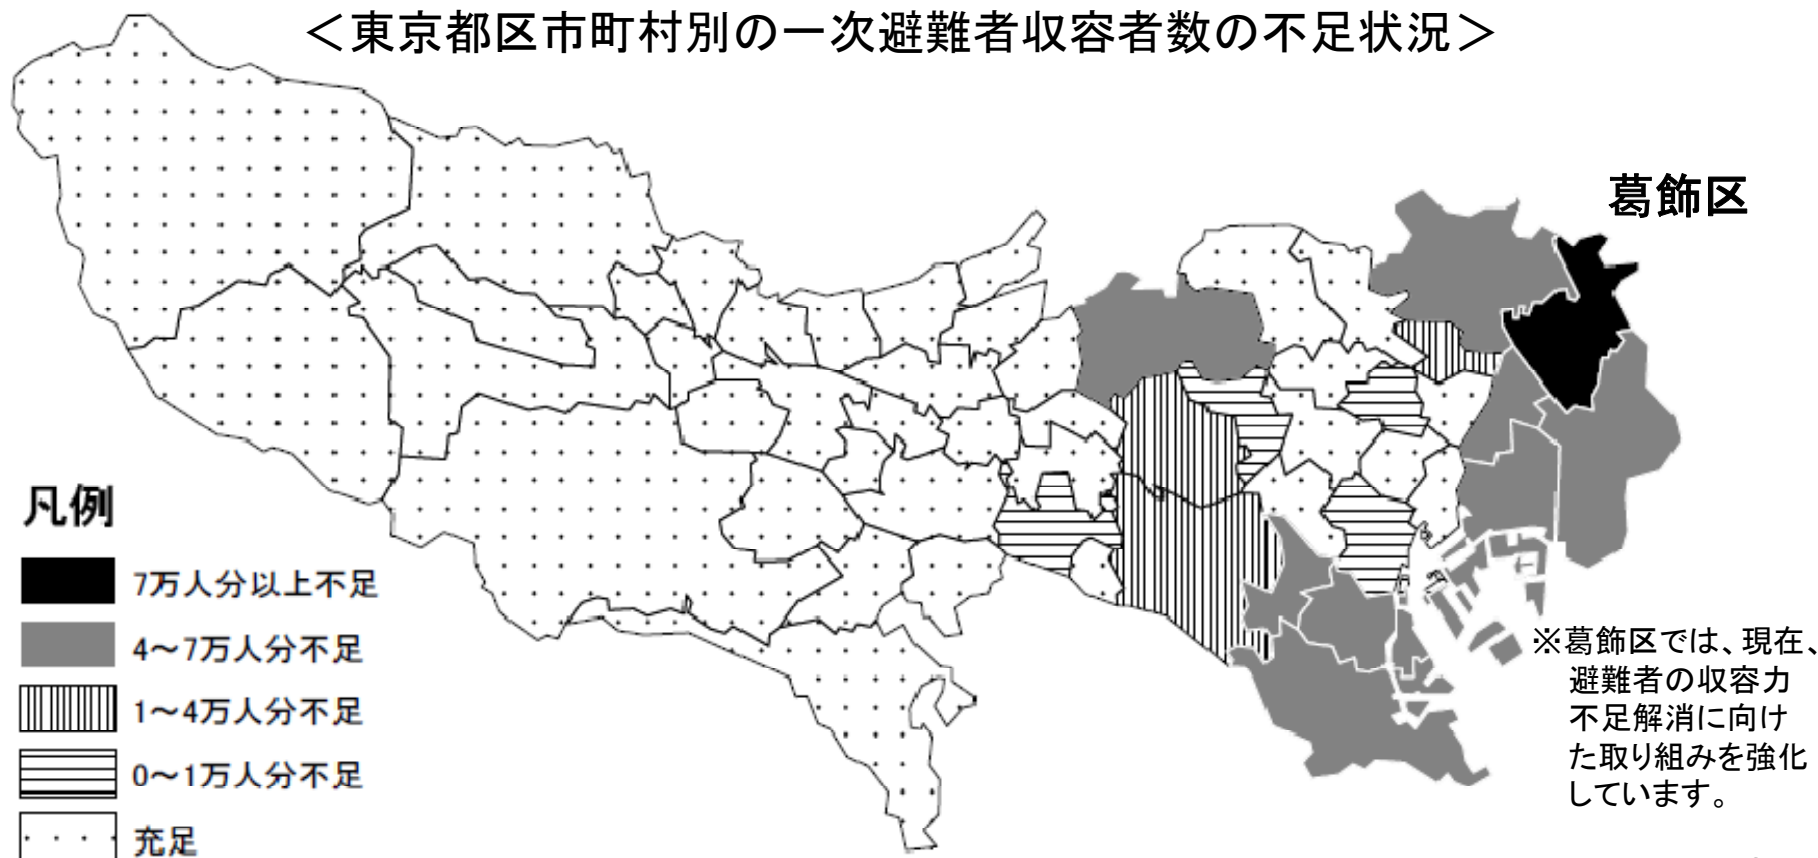 ＜東京都区市町村別の一次避難者収容者数の不足状況＞
葛飾区
凡例
7万人分以上不足
4～7万人分不足
1～4万人分不足
0～1万人分不足
充足
※葛飾区では、現在、
避難者の収容力
不足解消に向け
た取り組みを強化
しています。